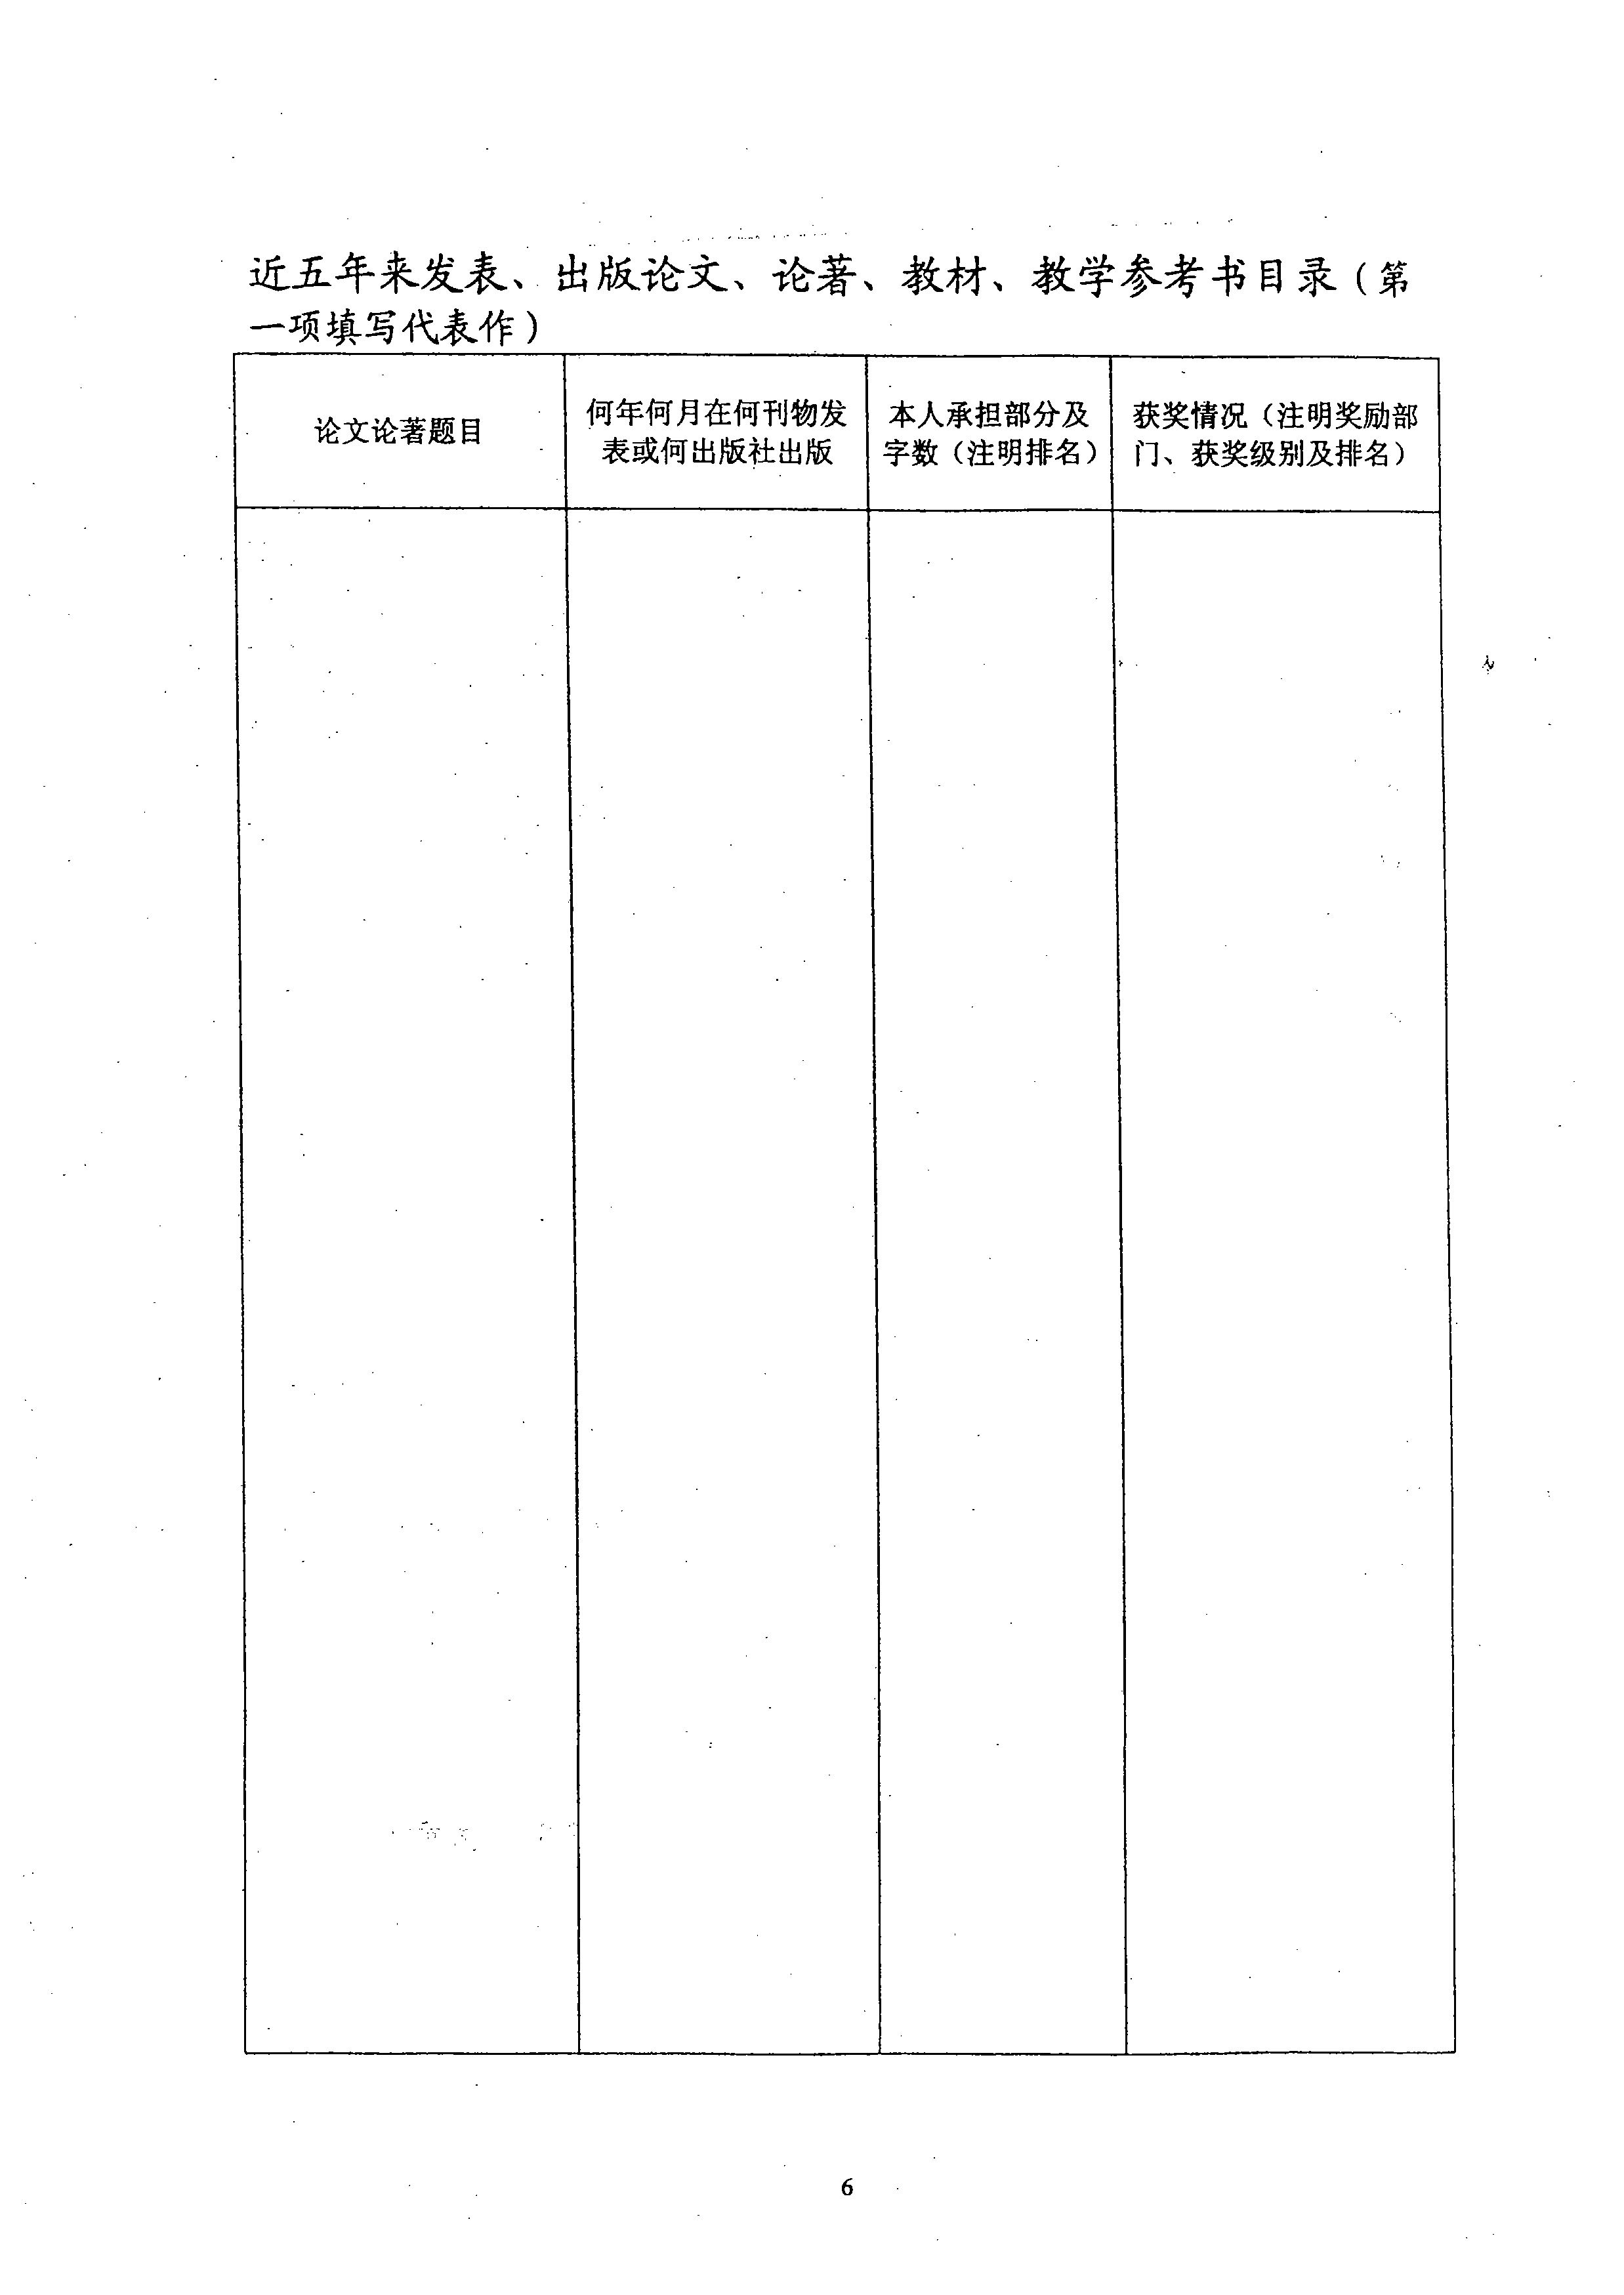 近五年来发表、出版论文、论著、教材、教学参考书目录（第
一项填写代表作）
论文论著题目
何年何月在何刊物发
表或何出版社出版
本人承担部分及
字数（注明排名）
获奖情况（注明奖励部
门、获奖级别及排名）
6